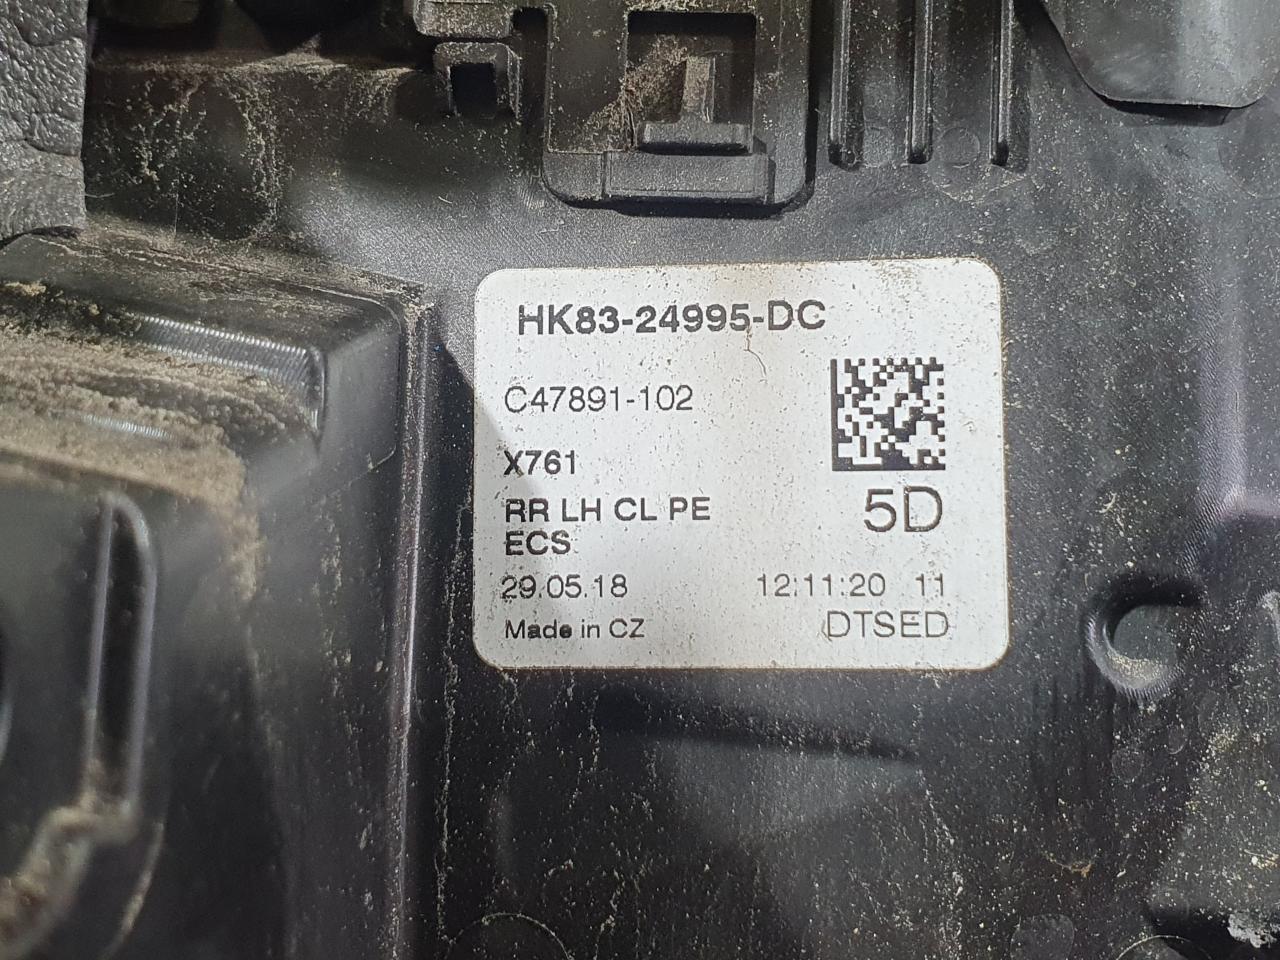 HK83-24995-DC
C47891-102
X761
RR LH CL PE
ECS
5D
29.05.18 12:11:20 11
Made in CZ DTSED